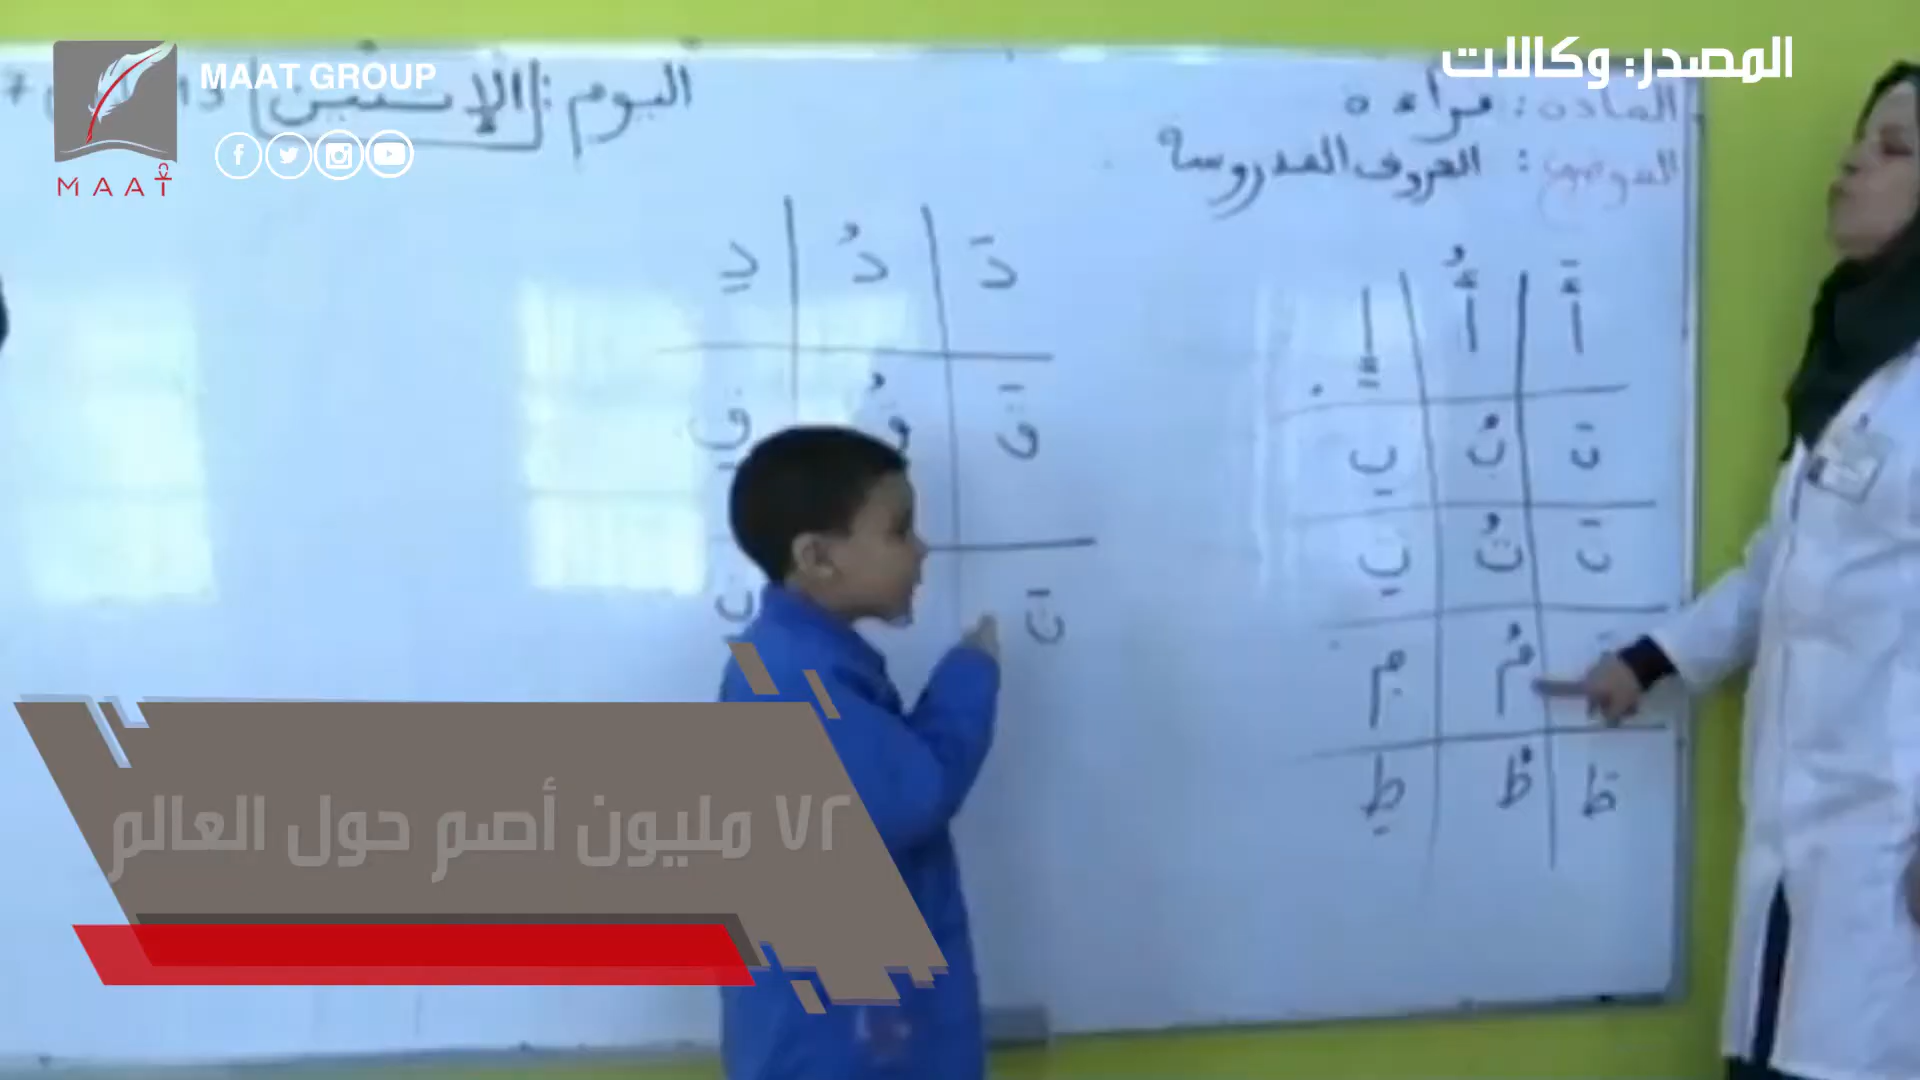 المصدر: وكالات
MAAT GROUP
MAAT
اليوم: الإثنين
المادة: قراءة
الموضوع: الحروف المدروسة
أَ أُ إِ
بَ بُ بِ
تَ تُ تِ
مَ مُ مِ
طَ طُ طِ
دَ دُ دِ
٧٢ مليون أصم حول العالم